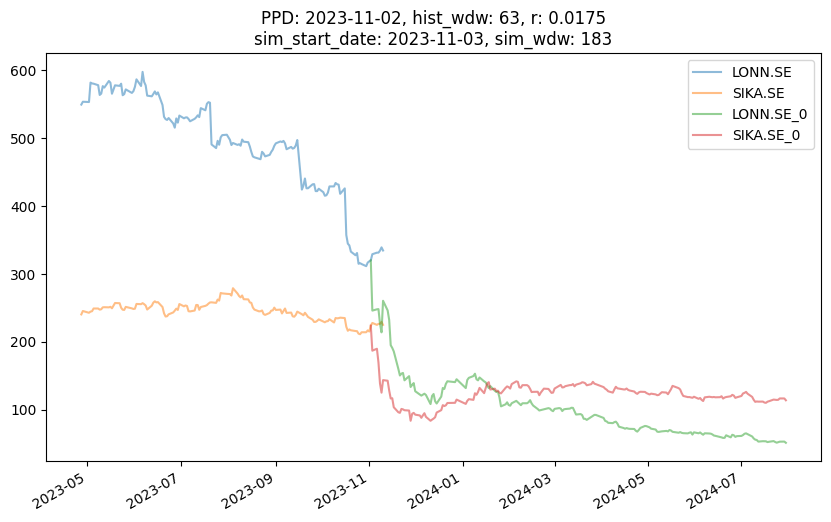 PPD: 2023-11-02, hist_wdw: 63, r: 0.0175
sim_start_date: 2023-11-03, sim_wdw: 183
LONN.SE
SIKA.SE
LONN.SE_0
SIKA.SE_0
600
500
400
300
200
100
2023-05
2023-07
2023-09
2023-11
2024-01
2024-03
2024-05
2024-07